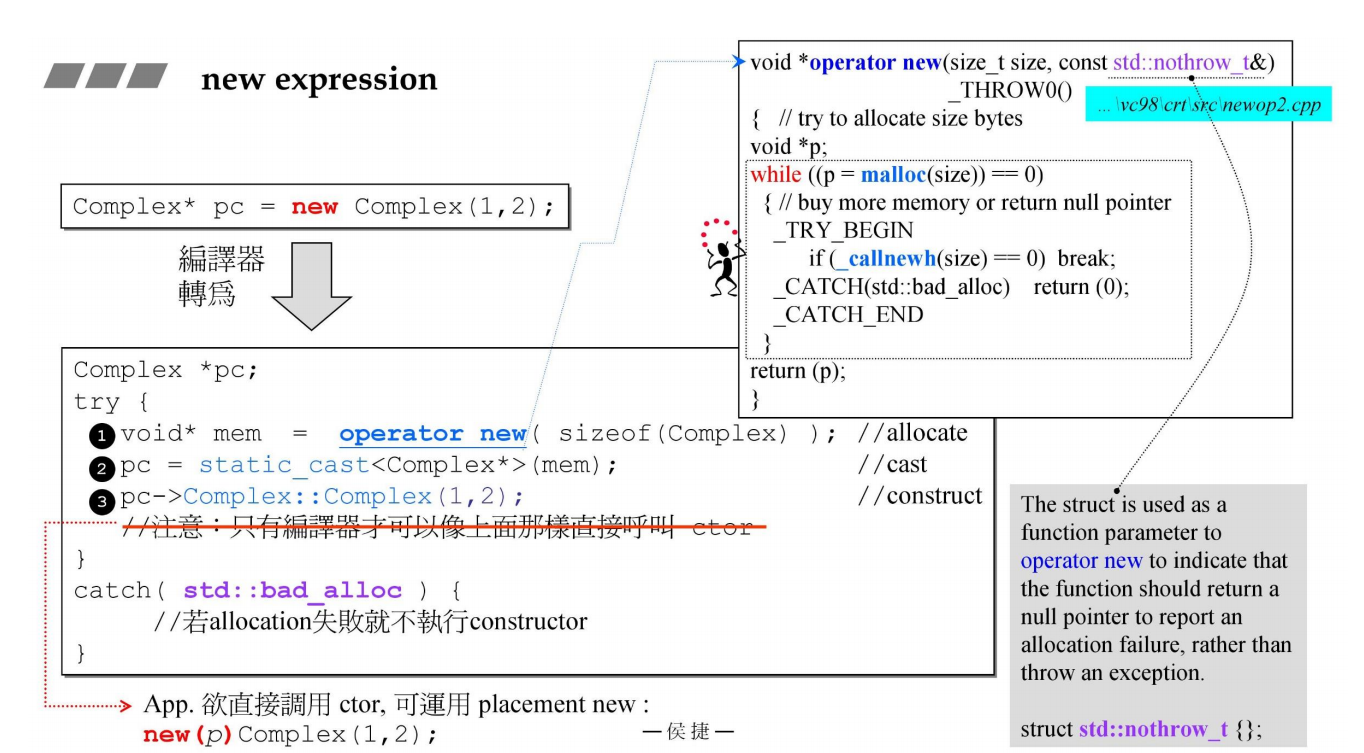 new expression
Complex* pc = new Complex(1,2);
編譯器
轉為
Complex *pc;
try {
❶ void* mem = operator new( sizeof(Complex) ); //allocate
❷ pc = static_cast<Complex*>(mem); //cast
❸ pc->Complex::Complex(1,2); //construct
//注意：只有編譯器才可以像上面那樣直接呼叫 ctor
}
catch( std::bad_alloc ) {
//若allocation失敗就不執行constructor
}
App. 欲直接調用 ctor, 可運用 placement new :
new(p)Complex(1,2);
void *operator new(size_t size, const std::nothrow_t&)
_THROW0()
...\vc98\crt\src\newop2.cpp
{ // try to allocate size bytes
void *p;
while ((p = malloc(size)) == 0)
{ // buy more memory or return null pointer
_TRY_BEGIN
if (_callnewh(size) == 0) break;
_CATCH(std::bad_alloc) return (0);
_CATCH_END
}
return (p);
}
The struct is used as a
function parameter to
operator new to indicate that
the function should return a
null pointer to report an
allocation failure, rather than
throw an exception.
struct std::nothrow_t {};
—侯捷—